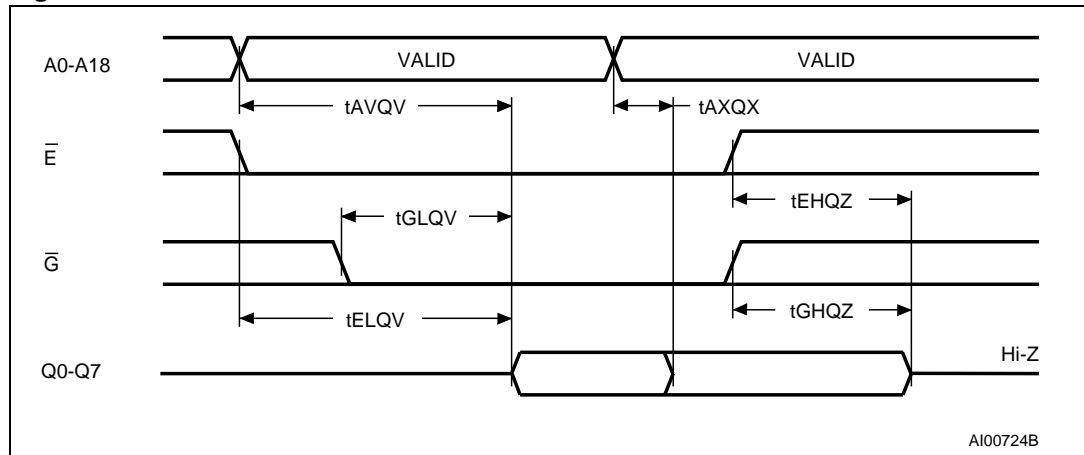 A0-A18
VALID
VALID
tAVQV
tAXQX
E̅
tEHQZ
tGLQV
G̅
tGHQZ
tELQV
Q0-Q7
Hi-Z
AI00724B